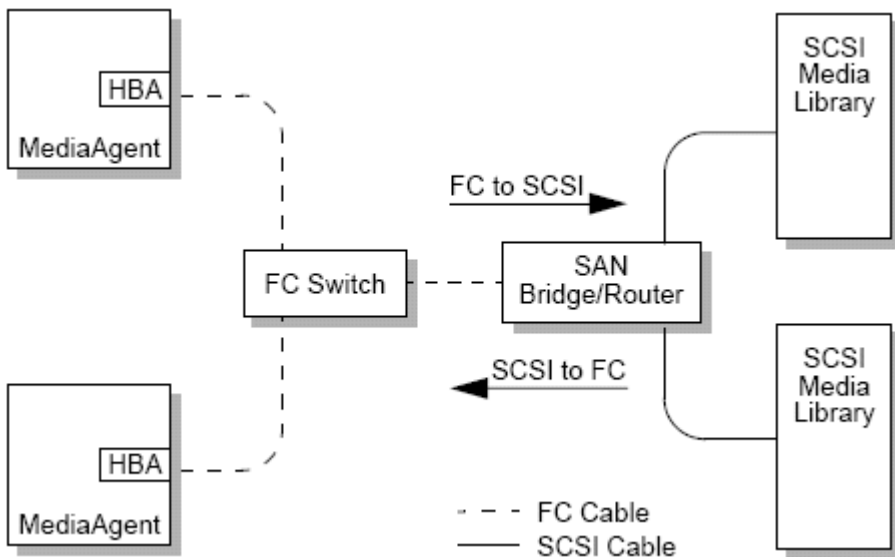 HBA
MediaAgent
SCSI
Media
Library
FC to SCSI
FC Switch
SAN
Bridge/Router
SCSI to FC
SCSI
Media
Library
HBA
MediaAgent
FC Cable
SCSI Cable